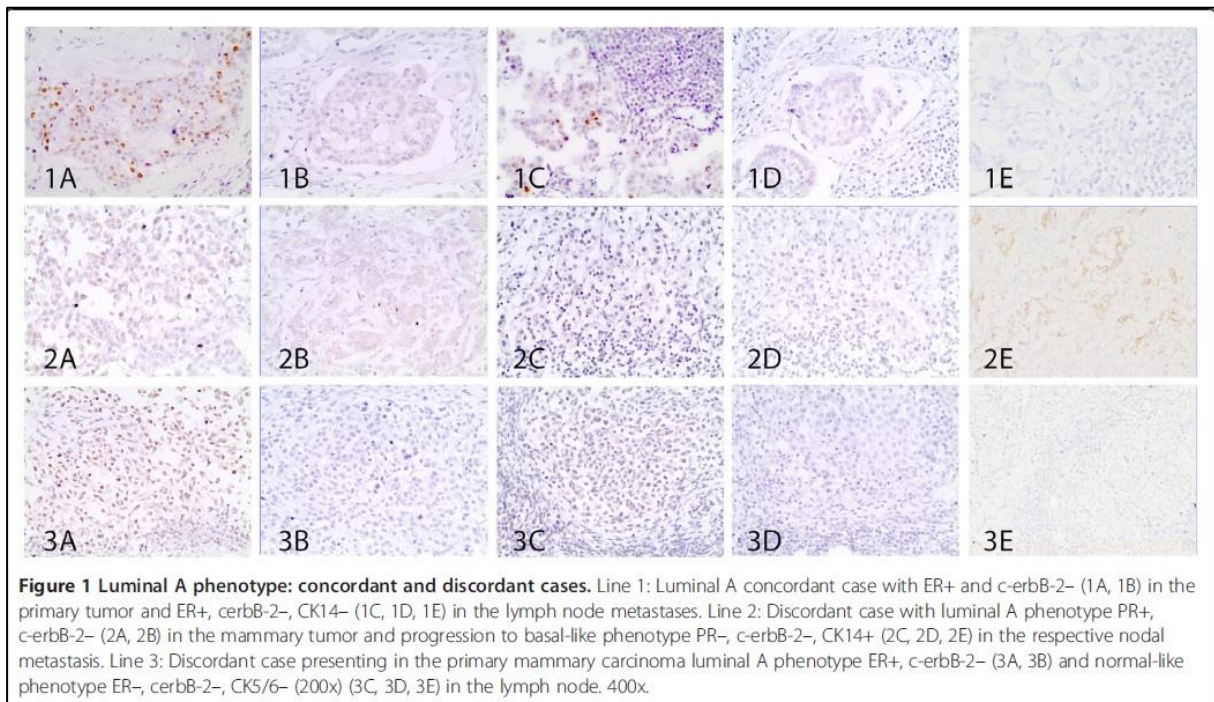 1A 1B 1C 1D 1E
2A 2B 2C 2D 2E
3A 3B 3C 3D 3E
Figure 1 Luminal A phenotype: concordant and discordant cases. Line 1: Luminal A concordant case with ER+ and c-erbB-2– (1A, 1B) in the
primary tumor and ER+, cerbB-2–, CK14– (1C, 1D, 1E) in the lymph node metastases. Line 2: Discordant case with luminal A phenotype PR+,
c-erbB-2– (2A, 2B) in the mammary tumor and progression to basal-like phenotype PR–, c-erbB-2–, CK14+ (2C, 2D, 2E) in the respective nodal
metastasis. Line 3: Discordant case presenting in the primary mammary carcinoma luminal A phenotype ER+, c-erbB-2– (3A, 3B) and normal-like
phenotype ER–, cerbB-2–, CK5/6– (200x) (3C, 3D, 3E) in the lymph node. 400x.